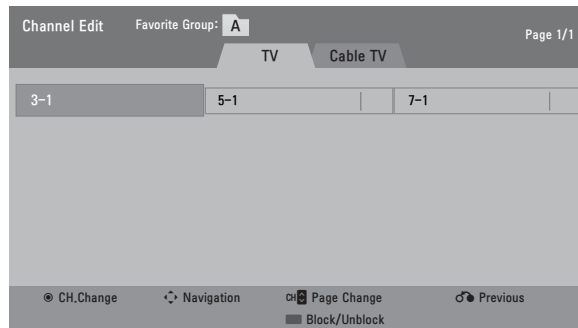 Channel Edit Favorite Group: A Page 1/1
TV Cable TV
3-1 5-1 7-1
CH.Change Navigation CH Page Change Previous
Block/Unblock